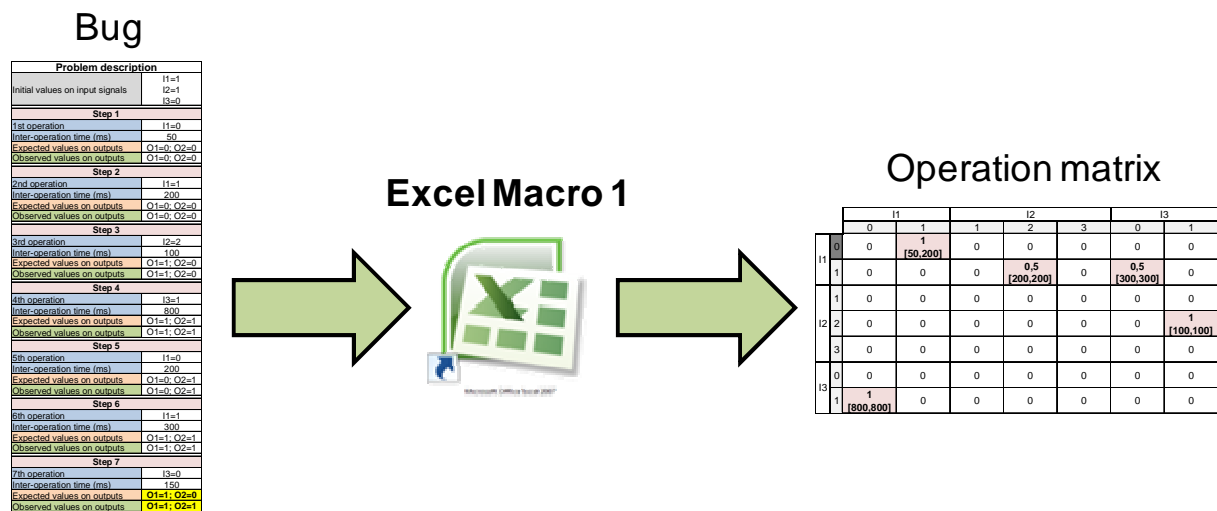 Bug
Problem description
Initial values on input signals
I1=1
I2=1
I3=0
Step 1
1st operation I1=0
Inter-operation time (ms) 50
Expected values on outputs O1=0; O2=0
Observed values on outputs O1=0; O2=0
Step 2
2nd operation I1=1
Inter-operation time (ms) 200
Expected values on outputs O1=0; O2=0
Observed values on outputs O1=0; O2=0
Step 3
3rd operation I2=2
Inter-operation time (ms) 100
Expected values on outputs O1=1; O2=0
Observed values on outputs O1=1; O2=0
Step 4
4th operation I3=1
Inter-operation time (ms) 800
Expected values on outputs O1=1; O2=1
Observed values on outputs O1=1; O2=1
Step 5
5th operation I1=0
Inter-operation time (ms) 200
Expected values on outputs O1=0; O2=1
Observed values on outputs O1=0; O2=1
Step 6
6th operation I1=1
Inter-operation time (ms) 300
Expected values on outputs O1=1; O2=1
Observed values on outputs O1=1; O2=1
Step 7
7th operation I3=0
Inter-operation time (ms) 150
Expected values on outputs O1=1; O2=0
Observed values on outputs O1=1; O2=1
Excel Macro 1
Microsoft Office Excel 2007
Operation matrix
I1 I2 I3
0 1 1 2 3 0 1
I1 0 0 1 [50,200] 0 0 0 0 0
1 0 0 0 0,5 [200,200] 0 0,5 [300,300] 0
I2 1 0 0 0 0 0 0 0
2 0 0 0 0 0 0 1 [100,100]
3 0 0 0 0 0 0 0
I3 0 0 0 0 0 0 0 0
1 1 [800,800] 0 0 0 0 0 0